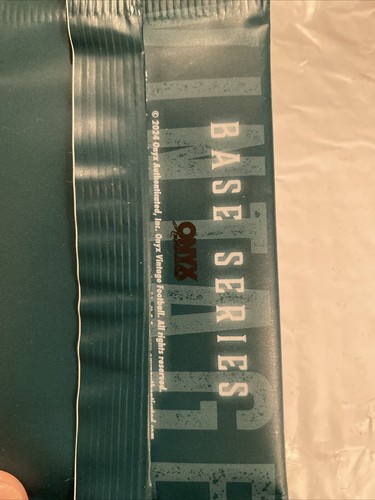 BASE SERIES
ONYX
© 2024 Onyx Authenticated, Inc. Onyx Vintage Football. All rights reserved.